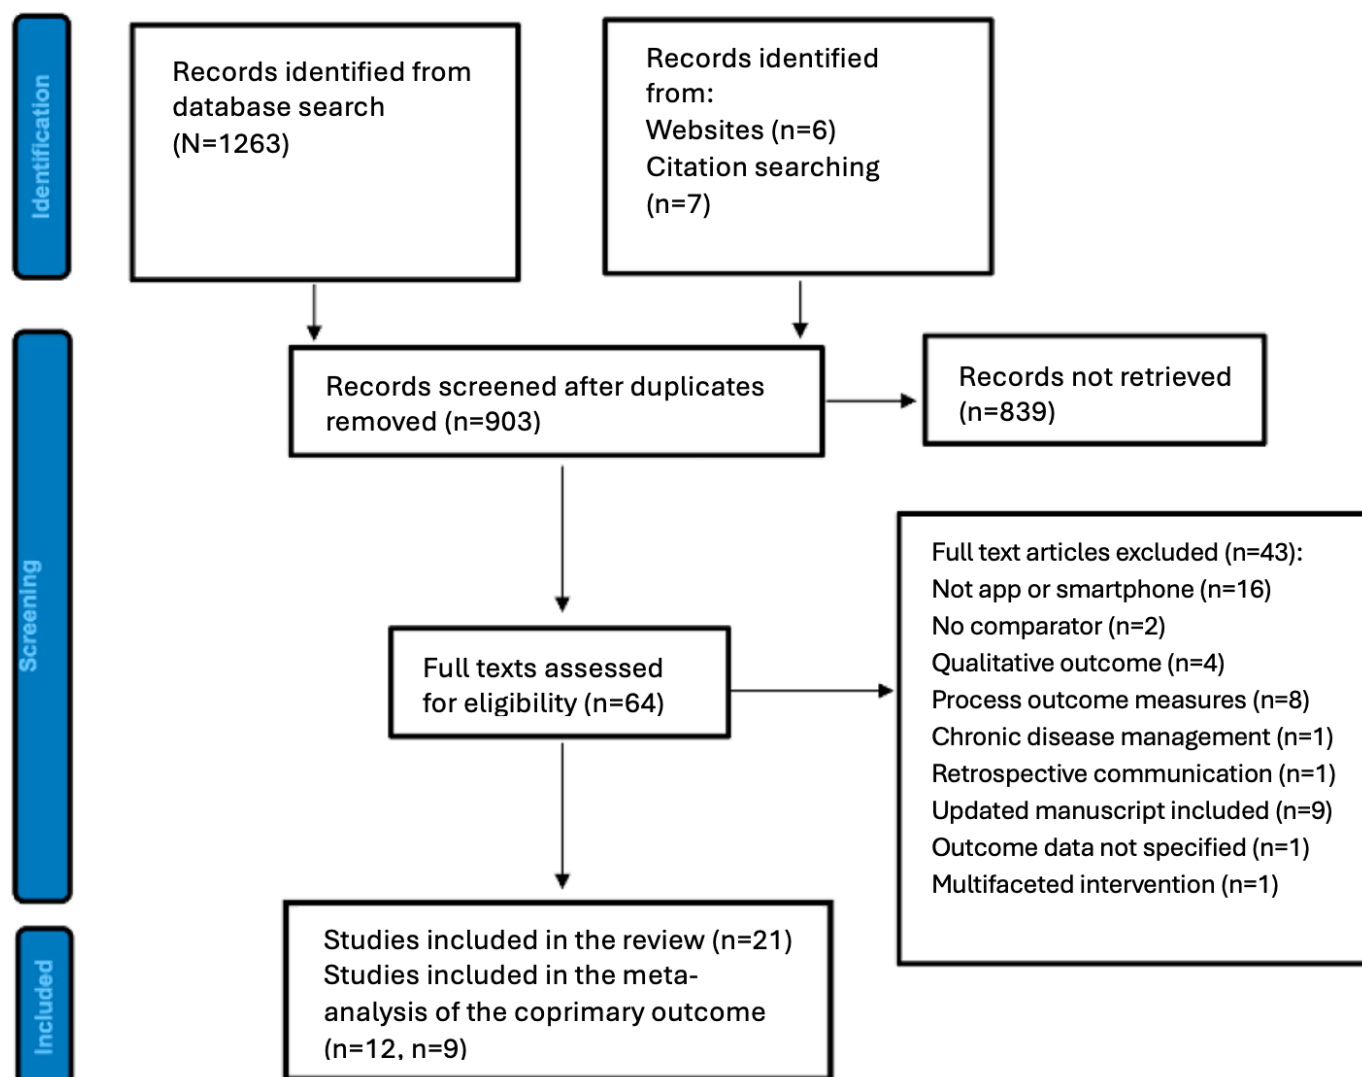 Identification
Records identified from
database search
(N=1263)
Records identified
from:
Websites (n=6)
Citation searching
(n=7)
Screening
Records screened after duplicates
removed (n=903)
Records not retrieved
(n=839)
Full texts assessed
for eligibility (n=64)
Full text articles excluded (n=43):
Not app or smartphone (n=16)
No comparator (n=2)
Qualitative outcome (n=4)
Process outcome measures (n=8)
Chronic disease management (n=1)
Retrospective communication (n=1)
Updated manuscript included (n=9)
Outcome data not specified (n=1)
Multifaceted intervention (n=1)
Included
Studies included in the review (n=21)
Studies included in the meta-
analysis of the coprimary outcome
(n=12, n=9)